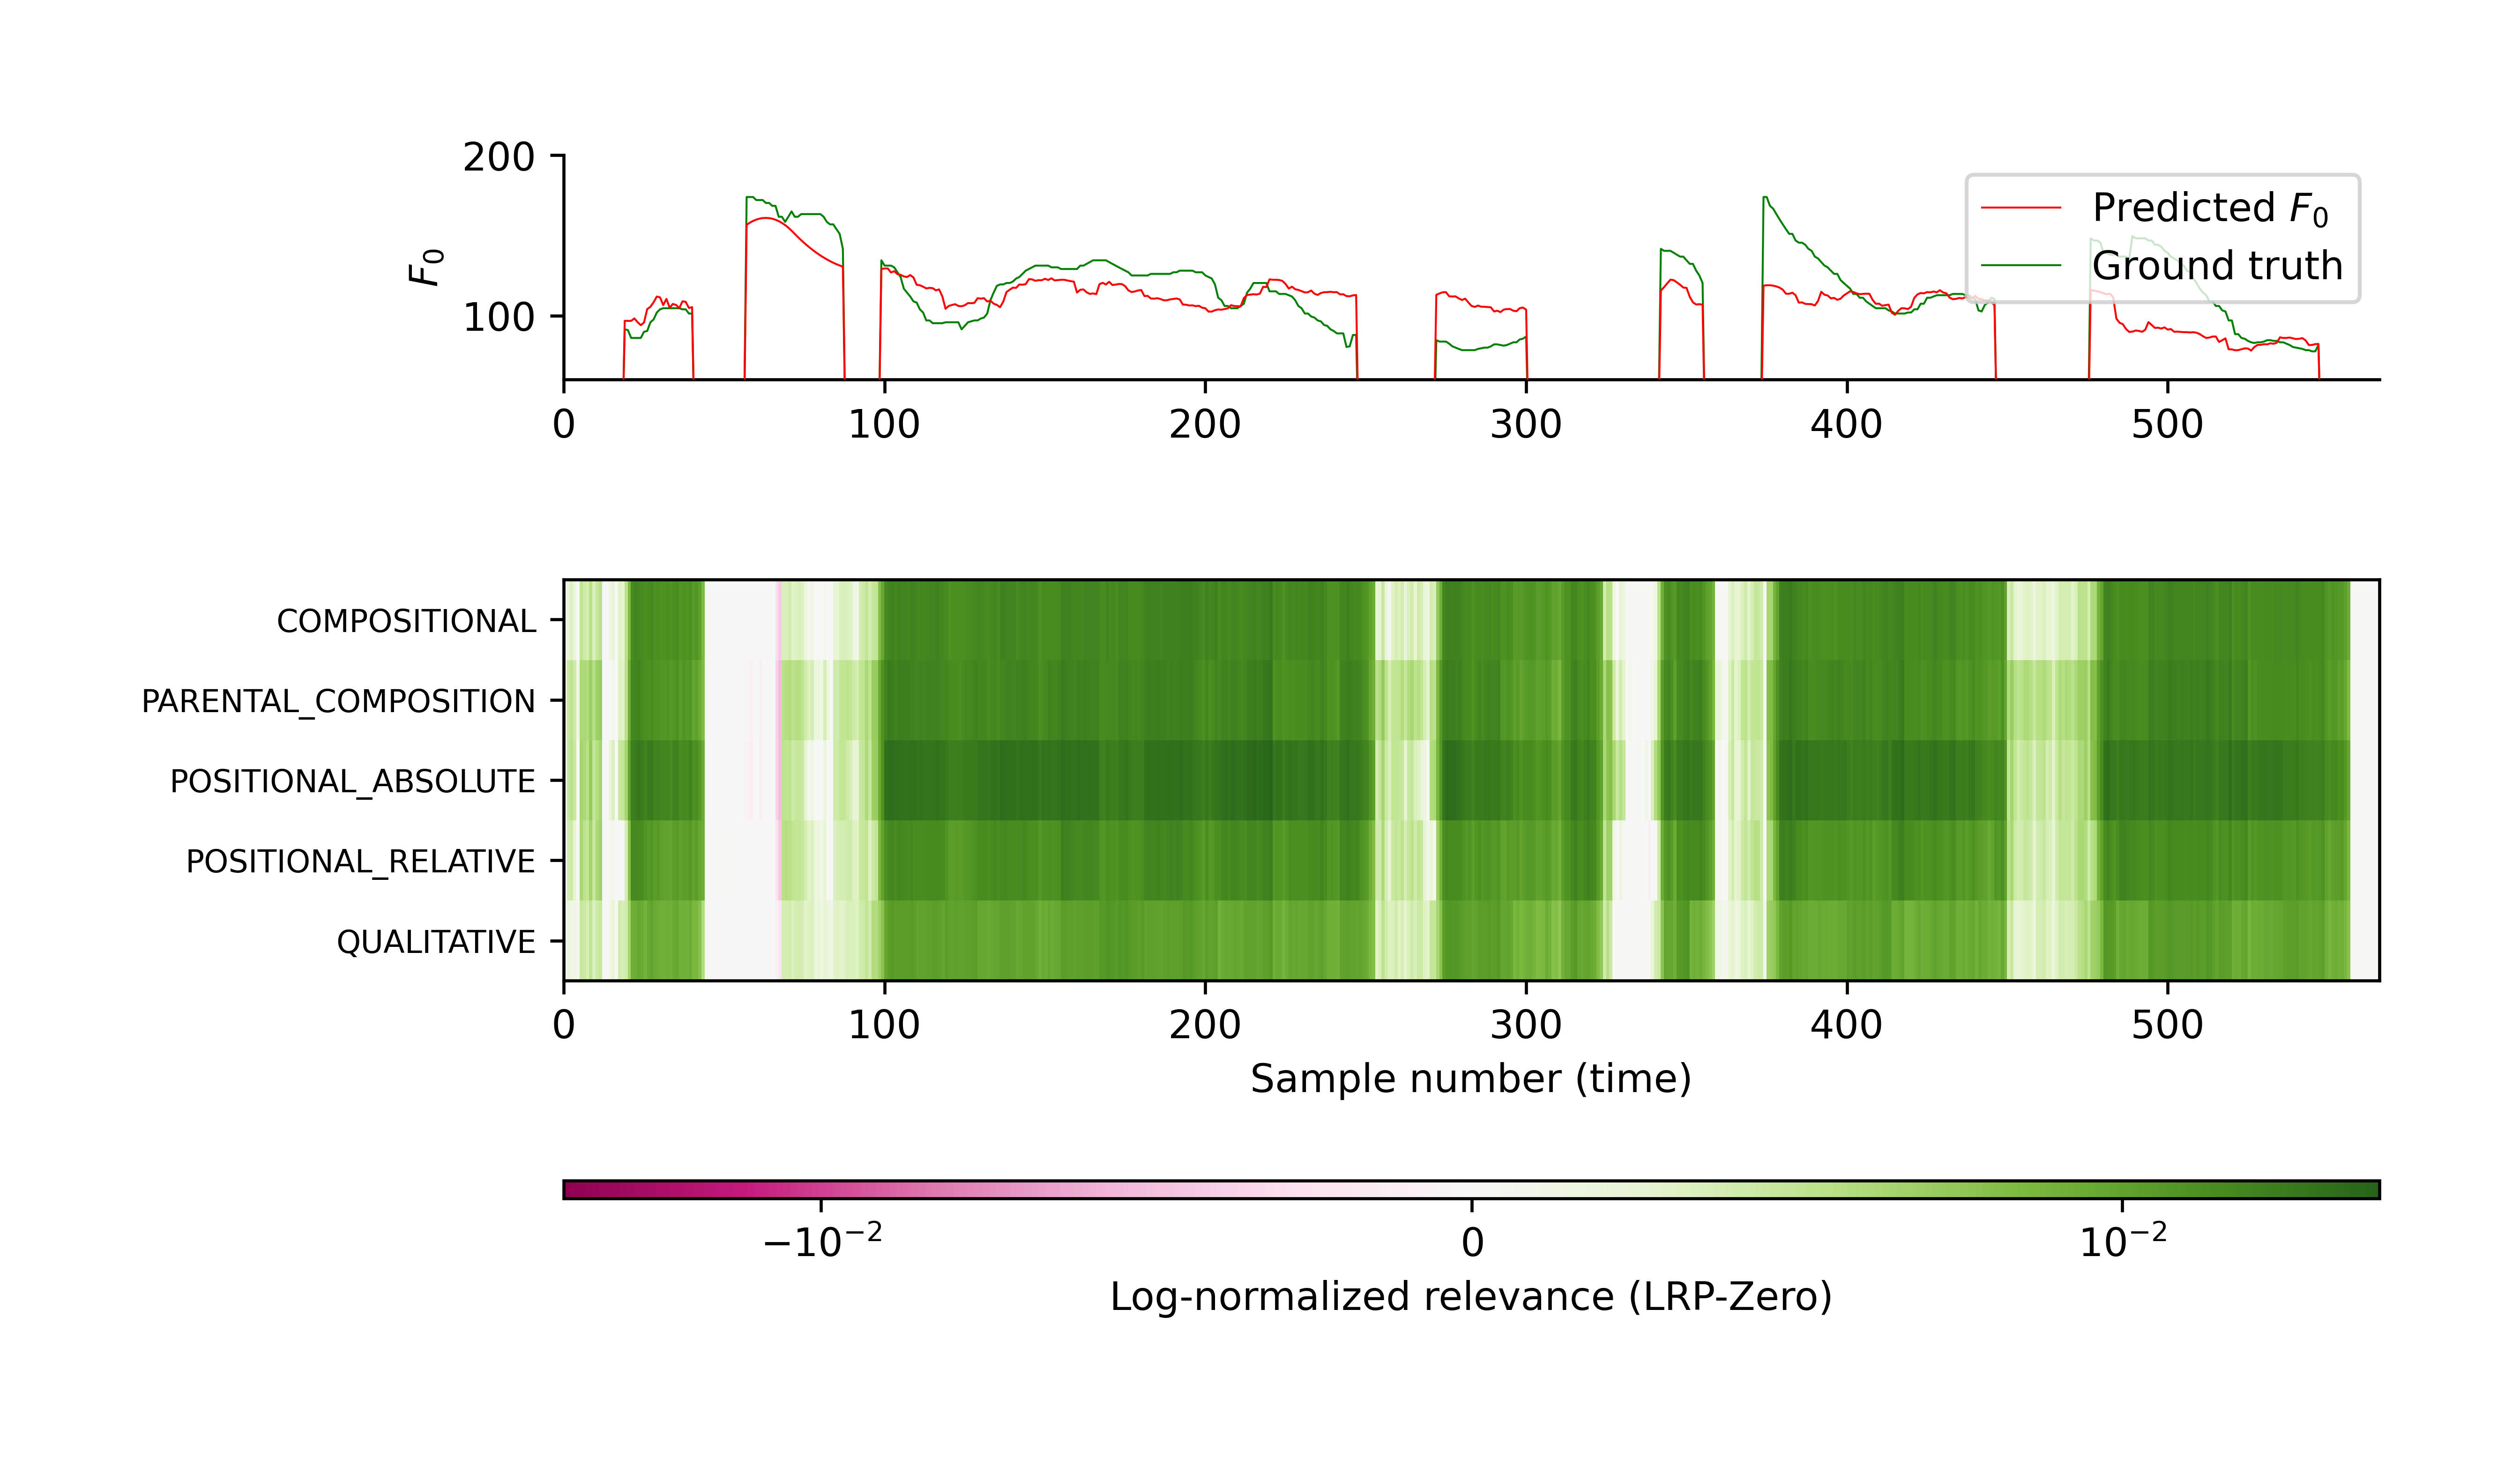 200
100
F₀
Predicted F₀
Ground truth
0 100 200 300 400 500
COMPOSITIONAL
PARENTAL_COMPOSITION
POSITIONAL_ABSOLUTE
POSITIONAL_RELATIVE
QUALITATIVE
0 100 200 300 400 500
Sample number (time)
−10⁻² 0 10⁻²
Log-normalized relevance (LRP-Zero)